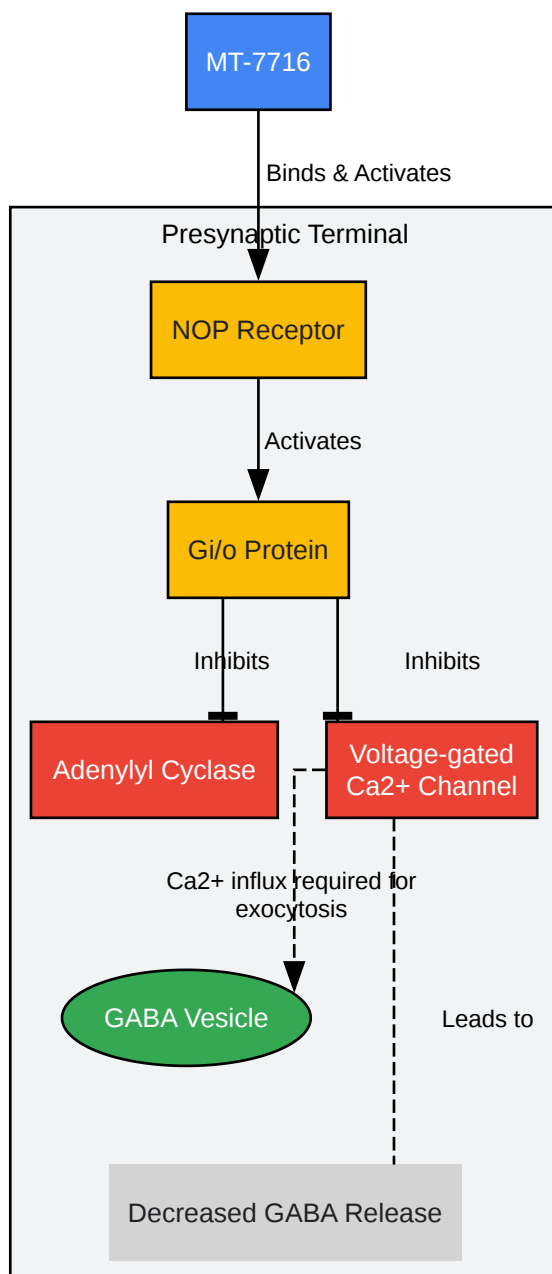 MT-7716
Binds & Activates
Presynaptic Terminal
NOP Receptor
Activates
Gi/o Protein
Inhibits
Inhibits
Adenylyl Cyclase
Voltage-gated
Ca2+ Channel
Ca2+ influx required for
exocytosis
GABA Vesicle
Leads to
Decreased GABA Release